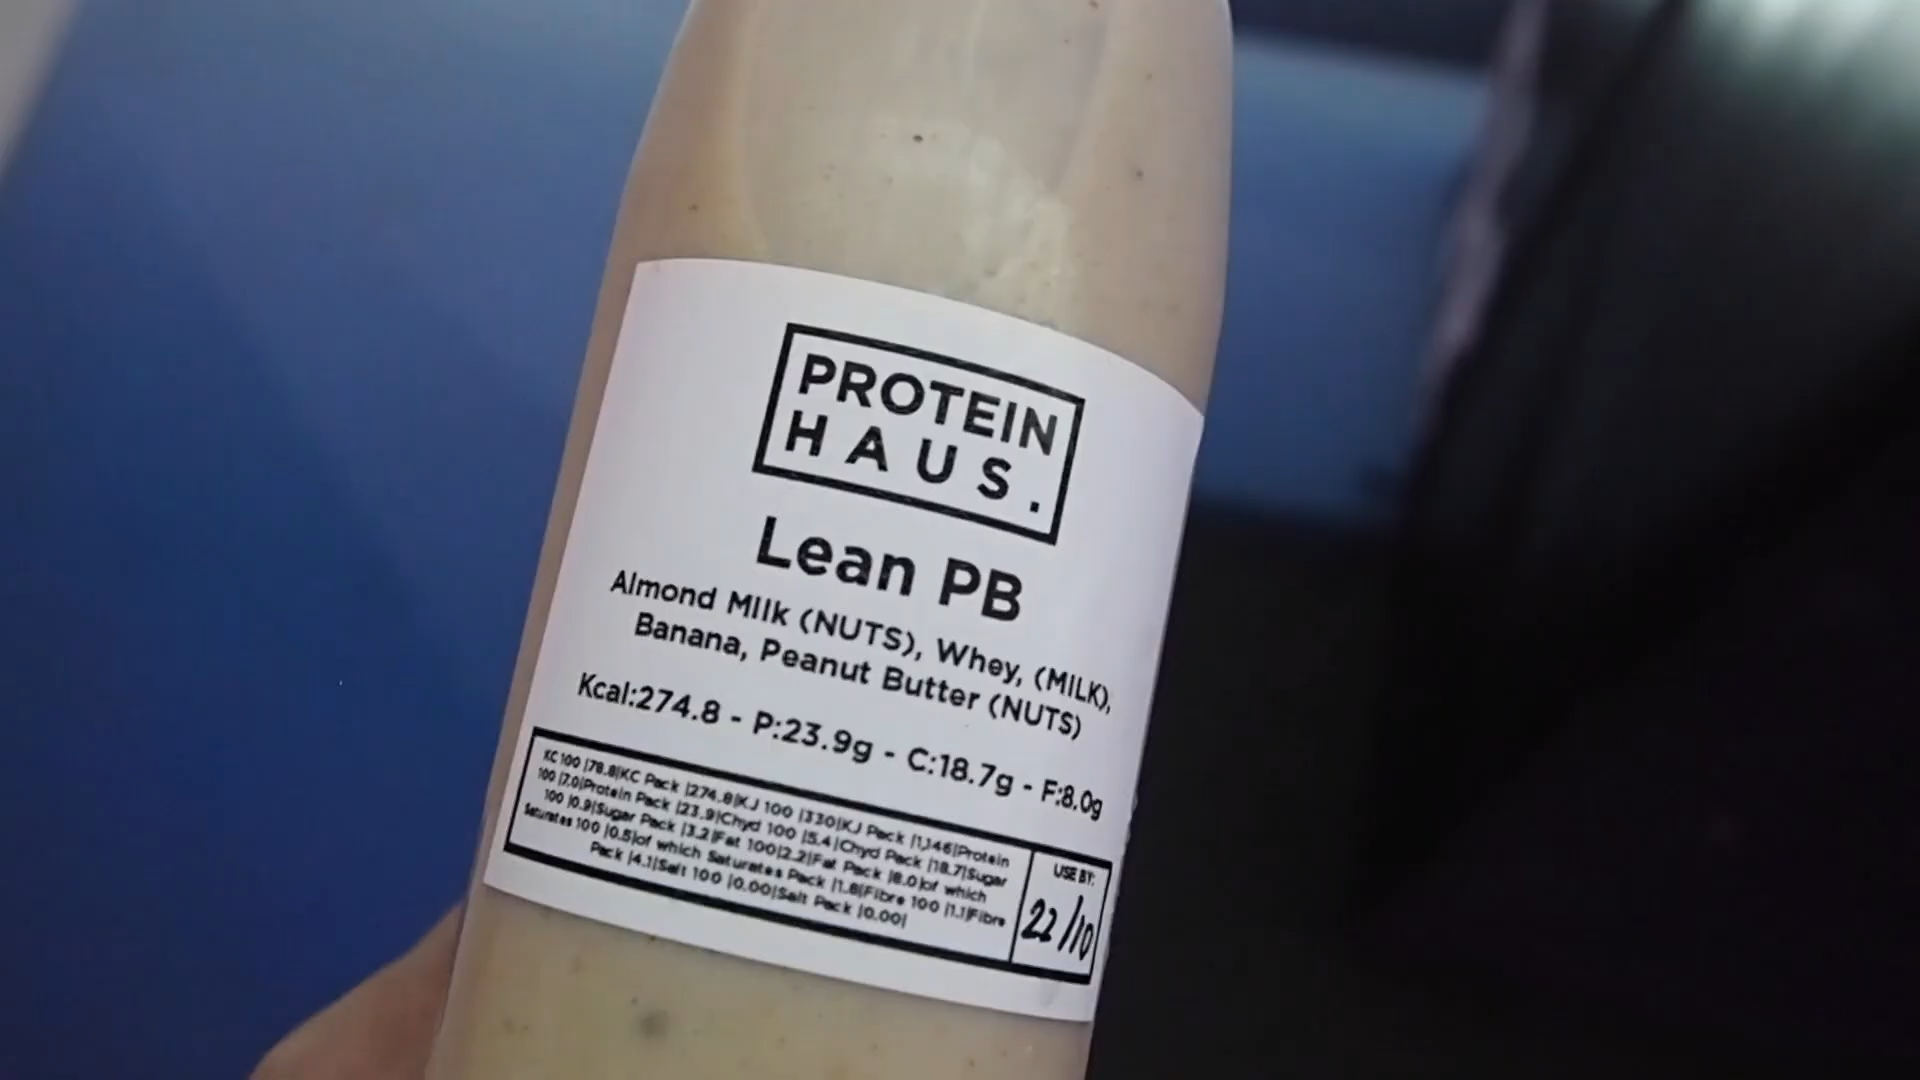 PROTEIN
HAUS.
Lean PB
Almond Milk (NUTS), Whey, (MILK),
Banana, Peanut Butter (NUTS)
Kcal:274.8 - P:23.9g - C:18.7g - F:8.0g
KC 100 |78.8|KC Pack |274.8|KJ 100 |330|KJ Pack |1,146|Protein
100 |7.0|Protein Pack |23.9|Chyd 100 |5.4|Chyd Pack |18.7|Sugar
100 |0.9|Sugar Pack |3.2|Fat 100|2.2|Fat Pack |8.0|of which
Saturates 100 |0.5|of which Saturates Pack |1.8|Fibre 100 |1.1|Fibre
Pack |4.1|Salt 100 |0.00|Salt Pack |0.00|
USE BY:
22/10